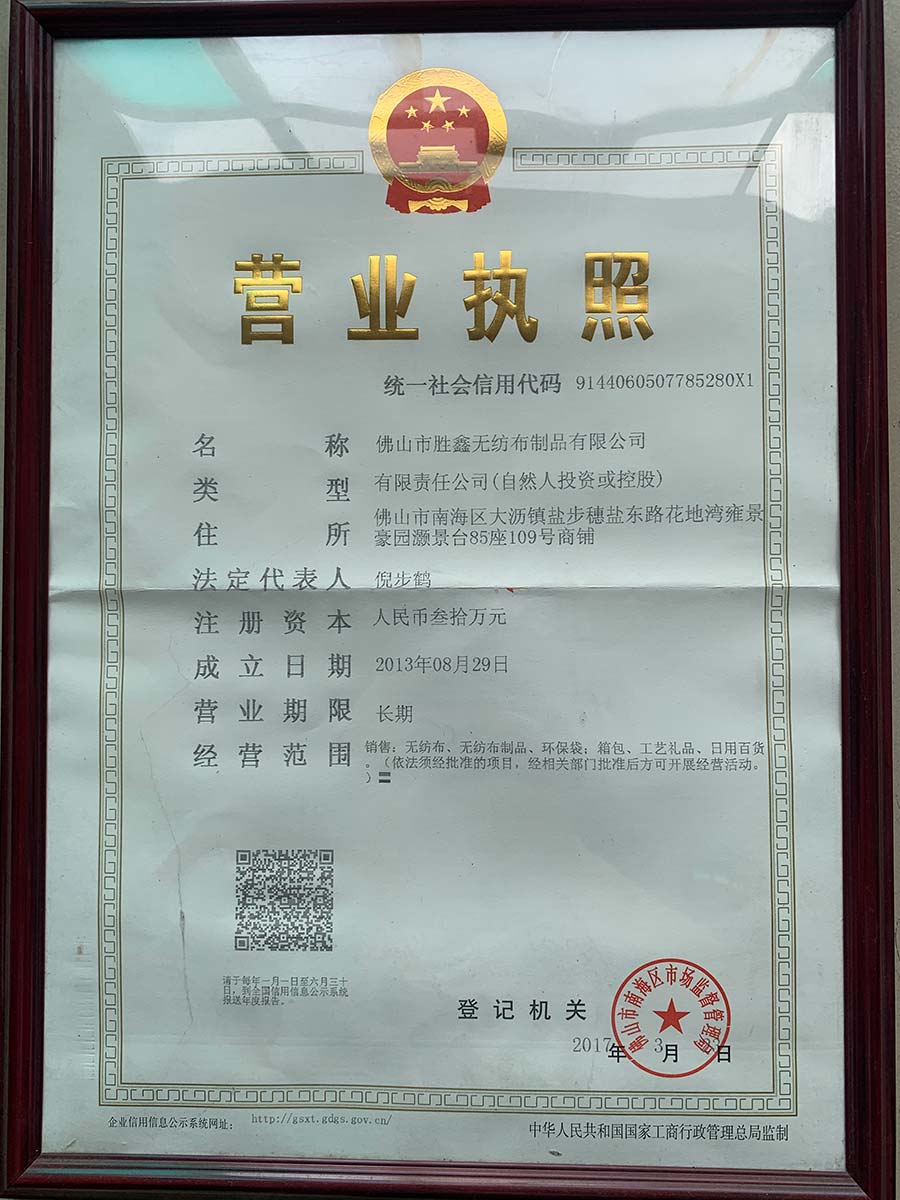 营业执照
统一社会信用代码 9144060507785280X1
名称 佛山市胜鑫无纺布制品有限公司
类型 有限责任公司(自然人投资或控股)
住所 佛山市南海区大沥镇盐步穗盐东路花地湾雍景
豪园灏景台85座109号商铺
法定代表人 倪步鹤
注册资本 人民币叁拾万元
成立日期 2013年08月29日
营业期限 长期
经营范围 销售：无纺布、无纺布制品、环保袋；箱包、工艺礼品、日用百货
。（依法须经批准的项目，经相关部门批准后方可开展经营活动。
）
请于每年一月一日至六月三十
日，到全国信用信息公示系统
报送年度报告。
登记机关
佛山市南海区市场监督管理局
2017年3月 日
企业信用信息公示系统网址： http://gsxt.gdgs.gov.cn/
中华人民共和国国家工商行政管理总局监制